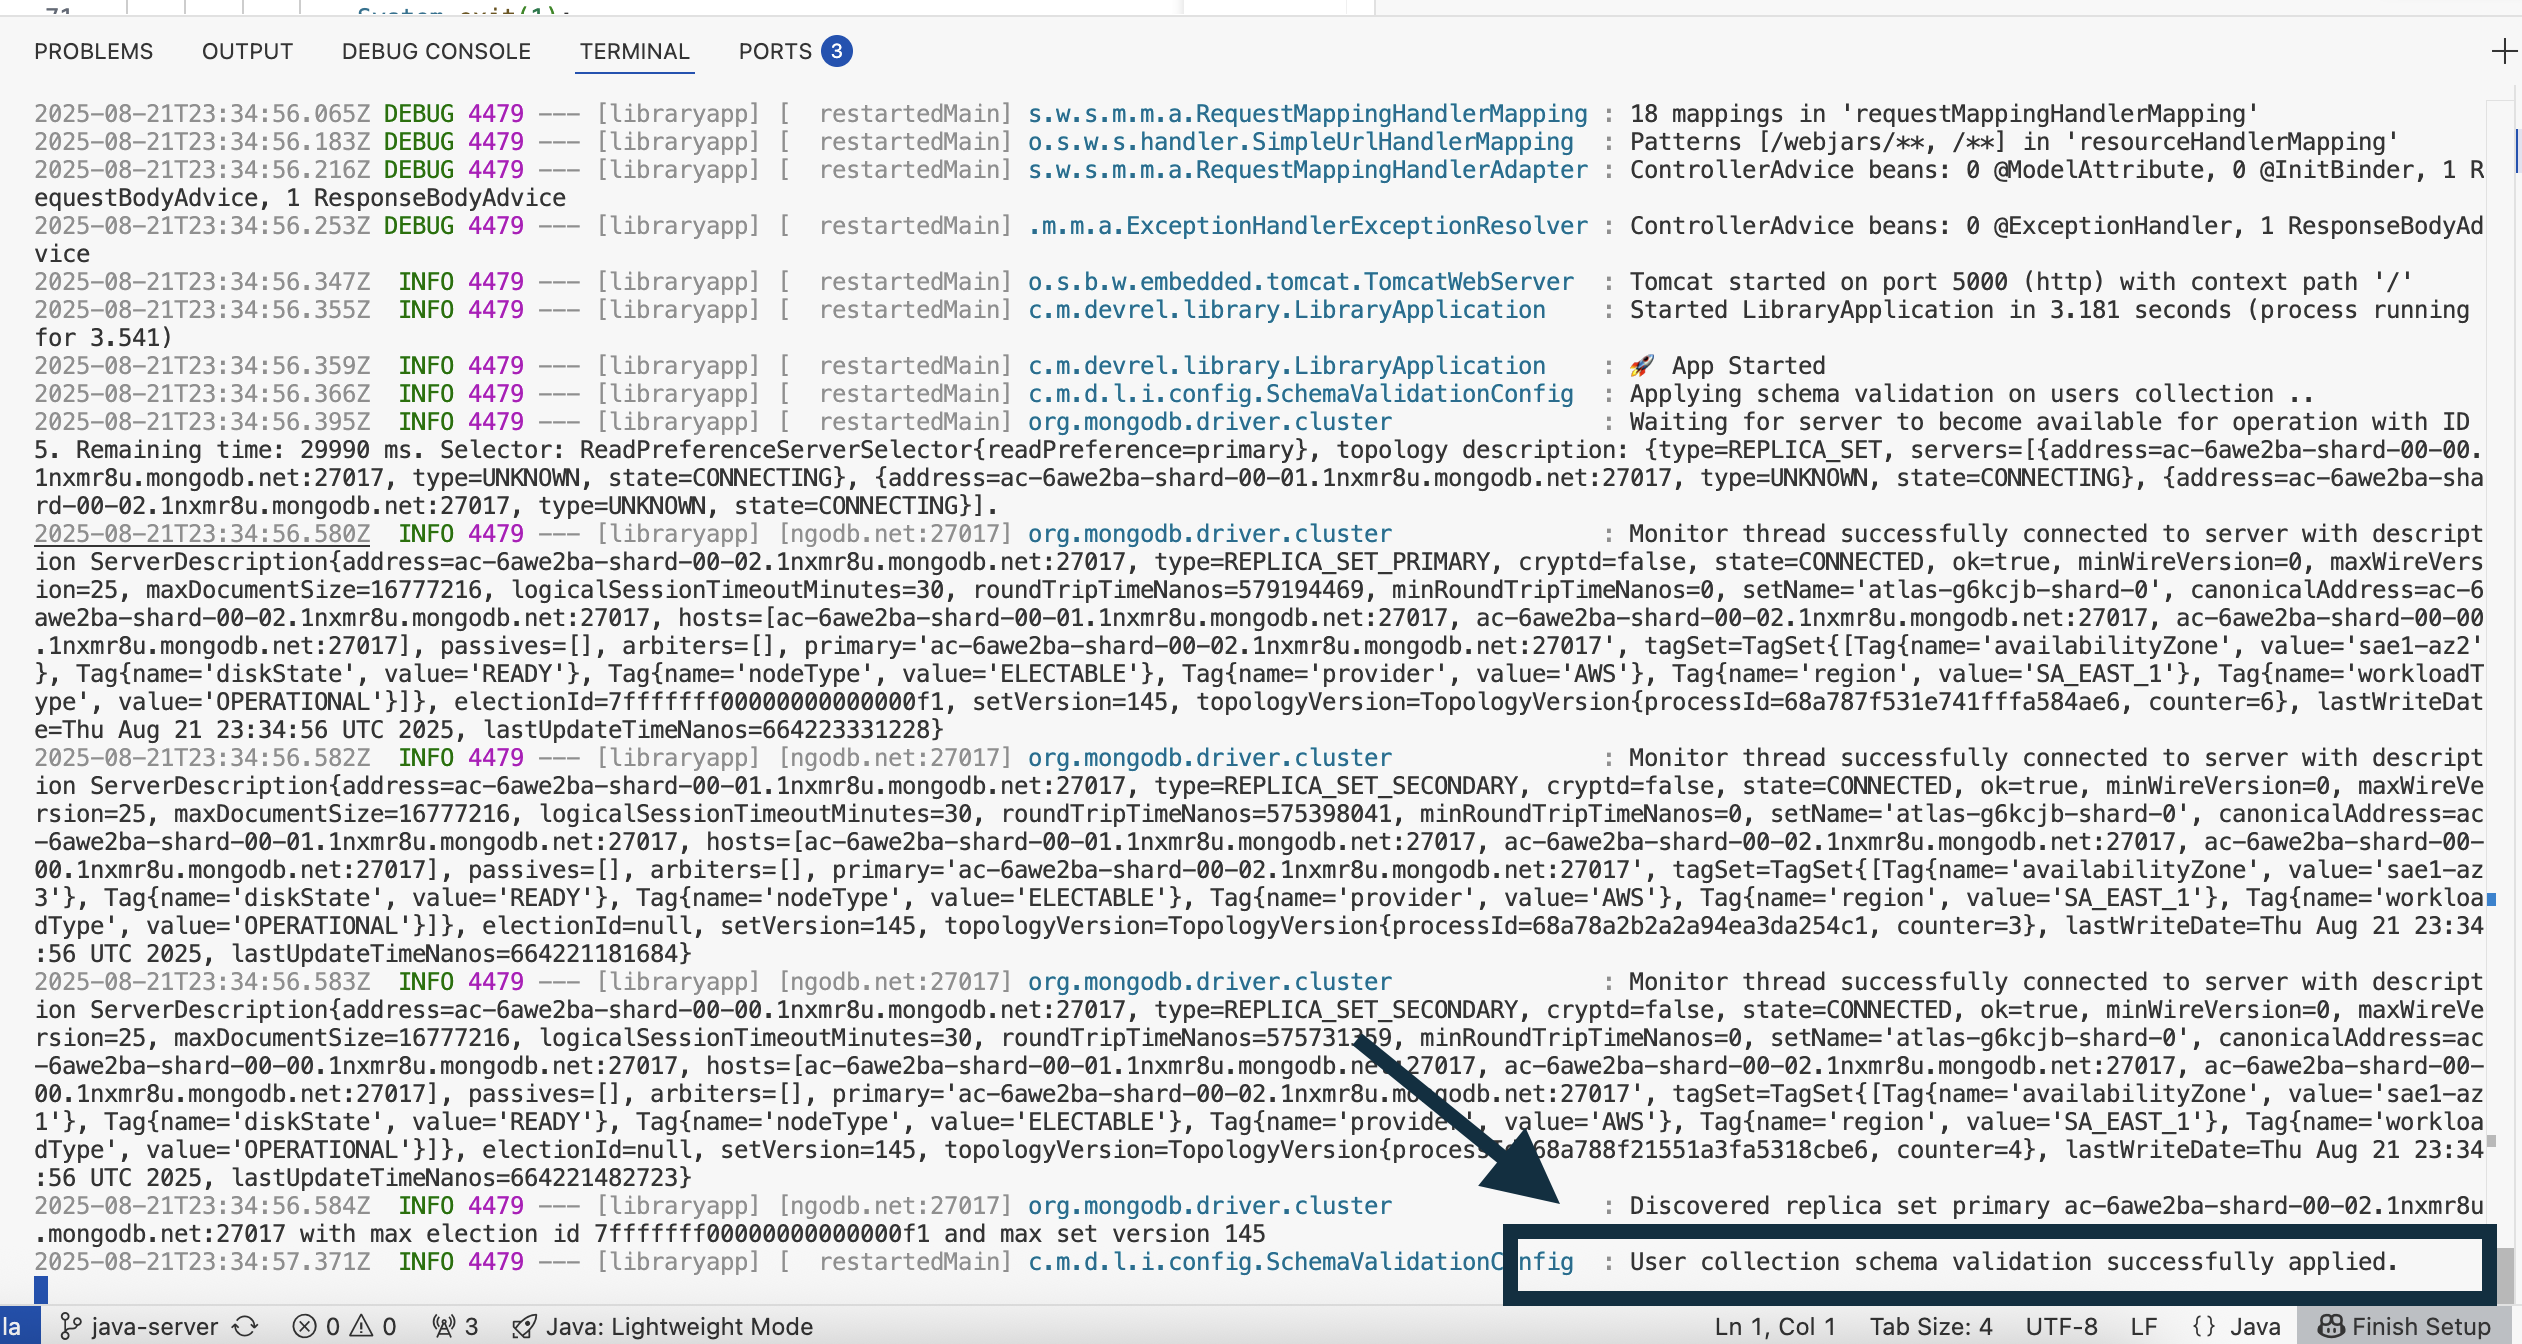 71 System.exit(1);
PROBLEMS OUTPUT DEBUG CONSOLE TERMINAL PORTS 3
2025-08-21T23:34:56.065Z DEBUG 4479 --- [libraryapp] [  restartedMain] s.w.s.m.m.a.RequestMappingHandlerMapping : 18 mappings in 'requestMappingHandlerMapping'
2025-08-21T23:34:56.183Z DEBUG 4479 --- [libraryapp] [  restartedMain] o.s.w.s.handler.SimpleUrlHandlerMapping  : Patterns [/webjars/**, /**] in 'resourceHandlerMapping'
2025-08-21T23:34:56.216Z DEBUG 4479 --- [libraryapp] [  restartedMain] s.w.s.m.m.a.RequestMappingHandlerAdapter : ControllerAdvice beans: 0 @ModelAttribute, 0 @InitBinder, 1 R
equestBodyAdvice, 1 ResponseBodyAdvice
2025-08-21T23:34:56.253Z DEBUG 4479 --- [libraryapp] [  restartedMain] .m.m.a.ExceptionHandlerExceptionResolver : ControllerAdvice beans: 0 @ExceptionHandler, 1 ResponseBodyAd
vice
2025-08-21T23:34:56.347Z  INFO 4479 --- [libraryapp] [  restartedMain] o.s.b.w.embedded.tomcat.TomcatWebServer  : Tomcat started on port 5000 (http) with context path '/'
2025-08-21T23:34:56.355Z  INFO 4479 --- [libraryapp] [  restartedMain] c.m.devrel.library.LibraryApplication    : Started LibraryApplication in 3.181 seconds (process running
for 3.541)
2025-08-21T23:34:56.359Z  INFO 4479 --- [libraryapp] [  restartedMain] c.m.devrel.library.LibraryApplication    : 🚀 App Started
2025-08-21T23:34:56.366Z  INFO 4479 --- [libraryapp] [  restartedMain] c.m.d.l.i.config.SchemaValidationConfig  : Applying schema validation on users collection ..
2025-08-21T23:34:56.395Z  INFO 4479 --- [libraryapp] [  restartedMain] org.mongodb.driver.cluster               : Waiting for server to become available for operation with ID
5. Remaining time: 29990 ms. Selector: ReadPreferenceServerSelector{readPreference=primary}, topology description: {type=REPLICA_SET, servers=[{address=ac-6awe2ba-shard-00-00.
1nxmr8u.mongodb.net:27017, type=UNKNOWN, state=CONNECTING}, {address=ac-6awe2ba-shard-00-01.1nxmr8u.mongodb.net:27017, type=UNKNOWN, state=CONNECTING}, {address=ac-6awe2ba-sha
rd-00-02.1nxmr8u.mongodb.net:27017, type=UNKNOWN, state=CONNECTING}].
2025-08-21T23:34:56.580Z  INFO 4479 --- [libraryapp] [ngodb.net:27017] org.mongodb.driver.cluster               : Monitor thread successfully connected to server with descript
ion ServerDescription{address=ac-6awe2ba-shard-00-02.1nxmr8u.mongodb.net:27017, type=REPLICA_SET_PRIMARY, cryptd=false, state=CONNECTED, ok=true, minWireVersion=0, maxWireVers
ion=25, maxDocumentSize=16777216, logicalSessionTimeoutMinutes=30, roundTripTimeNanos=579194469, minRoundTripTimeNanos=0, setName='atlas-g6kcjb-shard-0', canonicalAddress=ac-6
awe2ba-shard-00-02.1nxmr8u.mongodb.net:27017, hosts=[ac-6awe2ba-shard-00-01.1nxmr8u.mongodb.net:27017, ac-6awe2ba-shard-00-02.1nxmr8u.mongodb.net:27017, ac-6awe2ba-shard-00-00
.1nxmr8u.mongodb.net:27017], passives=[], arbiters=[], primary='ac-6awe2ba-shard-00-02.1nxmr8u.mongodb.net:27017', tagSet=TagSet{[Tag{name='availabilityZone', value='sae1-az2'
}, Tag{name='diskState', value='READY'}, Tag{name='nodeType', value='ELECTABLE'}, Tag{name='provider', value='AWS'}, Tag{name='region', value='SA_EAST_1'}, Tag{name='workloadT
ype', value='OPERATIONAL'}]}, electionId=7fffffff00000000000000f1, setVersion=145, topologyVersion=TopologyVersion{processId=68a787f531e741fffa584ae6, counter=6}, lastWriteDat
e=Thu Aug 21 23:34:56 UTC 2025, lastUpdateTimeNanos=664223331228}
2025-08-21T23:34:56.582Z  INFO 4479 --- [libraryapp] [ngodb.net:27017] org.mongodb.driver.cluster               : Monitor thread successfully connected to server with descript
ion ServerDescription{address=ac-6awe2ba-shard-00-01.1nxmr8u.mongodb.net:27017, type=REPLICA_SET_SECONDARY, cryptd=false, state=CONNECTED, ok=true, minWireVersion=0, maxWireVe
rsion=25, maxDocumentSize=16777216, logicalSessionTimeoutMinutes=30, roundTripTimeNanos=575398041, minRoundTripTimeNanos=0, setName='atlas-g6kcjb-shard-0', canonicalAddress=ac
-6awe2ba-shard-00-01.1nxmr8u.mongodb.net:27017, hosts=[ac-6awe2ba-shard-00-01.1nxmr8u.mongodb.net:27017, ac-6awe2ba-shard-00-02.1nxmr8u.mongodb.net:27017, ac-6awe2ba-shard-00-
00.1nxmr8u.mongodb.net:27017], passives=[], arbiters=[], primary='ac-6awe2ba-shard-00-02.1nxmr8u.mongodb.net:27017', tagSet=TagSet{[Tag{name='availabilityZone', value='sae1-az
3'}, Tag{name='diskState', value='READY'}, Tag{name='nodeType', value='ELECTABLE'}, Tag{name='provider', value='AWS'}, Tag{name='region', value='SA_EAST_1'}, Tag{name='workloa
dType', value='OPERATIONAL'}]}, electionId=null, setVersion=145, topologyVersion=TopologyVersion{processId=68a78a2b2a2a94ea3da254c1, counter=3}, lastWriteDate=Thu Aug 21 23:34
:56 UTC 2025, lastUpdateTimeNanos=664221181684}
2025-08-21T23:34:56.583Z  INFO 4479 --- [libraryapp] [ngodb.net:27017] org.mongodb.driver.cluster               : Monitor thread successfully connected to server with descript
ion ServerDescription{address=ac-6awe2ba-shard-00-00.1nxmr8u.mongodb.net:27017, type=REPLICA_SET_SECONDARY, cryptd=false, state=CONNECTED, ok=true, minWireVersion=0, maxWireVe
rsion=25, maxDocumentSize=16777216, logicalSessionTimeoutMinutes=30, roundTripTimeNanos=575731359, minRoundTripTimeNanos=0, setName='atlas-g6kcjb-shard-0', canonicalAddress=ac
-6awe2ba-shard-00-00.1nxmr8u.mongodb.net:27017, hosts=[ac-6awe2ba-shard-00-01.1nxmr8u.mongodb.net:27017, ac-6awe2ba-shard-00-02.1nxmr8u.mongodb.net:27017, ac-6awe2ba-shard-00-
00.1nxmr8u.mongodb.net:27017], passives=[], arbiters=[], primary='ac-6awe2ba-shard-00-02.1nxmr8u.mongodb.net:27017', tagSet=TagSet{[Tag{name='availabilityZone', value='sae1-az
1'}, Tag{name='diskState', value='READY'}, Tag{name='nodeType', value='ELECTABLE'}, Tag{name='provider', value='AWS'}, Tag{name='region', value='SA_EAST_1'}, Tag{name='workloa
dType', value='OPERATIONAL'}]}, electionId=null, setVersion=145, topologyVersion=TopologyVersion{processId=68a788f21551a3fa5318cbe6, counter=4}, lastWriteDate=Thu Aug 21 23:34
:56 UTC 2025, lastUpdateTimeNanos=664221482723}
2025-08-21T23:34:56.584Z  INFO 4479 --- [libraryapp] [ngodb.net:27017] org.mongodb.driver.cluster               : Discovered replica set primary ac-6awe2ba-shard-00-02.1nxmr8u
.mongodb.net:27017 with max election id 7fffffff00000000000000f1 and max set version 145
2025-08-21T23:34:57.371Z  INFO 4479 --- [libraryapp] [  restartedMain] c.m.d.l.i.config.SchemaValidationConfig  : User collection schema validation successfully applied.
la java-server 0 0 3 Java: Lightweight Mode Ln 1, Col 1 Tab Size: 4 UTF-8 LF {} Java Finish Setup